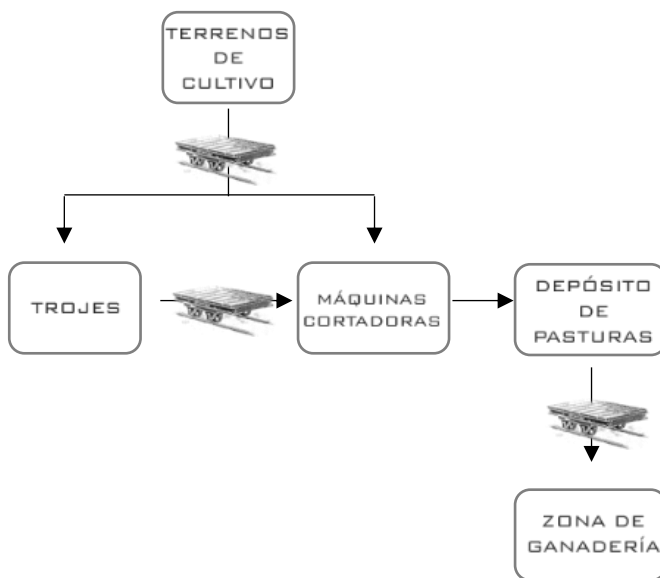 TERRENOS
DE
CULTIVO
TROJES
MÁQUINAS
CORTADORAS
DEPÓSITO
DE
PASTURAS
ZONA DE
GANADERÍA